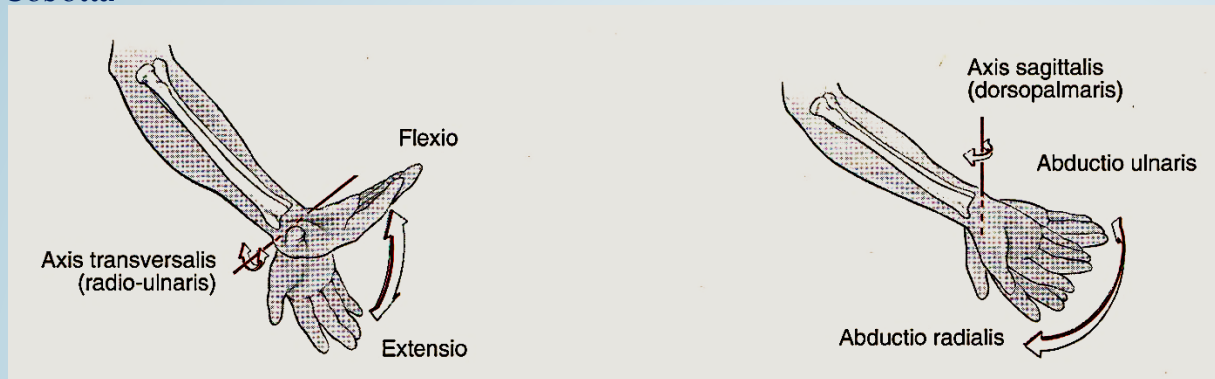 Flexio
Axis transversalis
(radio-ulnaris)
Extensio
Axis sagittalis
(dorsopalmaris)
Abductio ulnaris
Abductio radialis